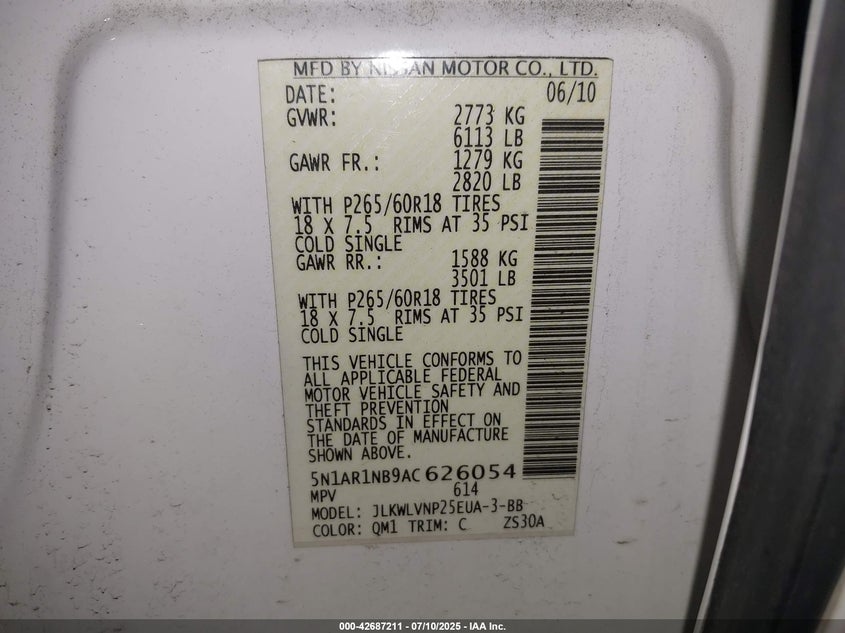 MFD BY NISSAN MOTOR CO., LTD.
DATE: 06/10
GVWR: 2773 KG
6113 LB
GAWR FR.: 1279 KG
2820 LB
WITH P265/60R18 TIRES
18 X 7.5 RIMS AT 35 PSI
COLD SINGLE
GAWR RR.: 1588 KG
3501 LB
WITH P265/60R18 TIRES
18 X 7.5 RIMS AT 35 PSI
COLD SINGLE
THIS VEHICLE CONFORMS TO
ALL APPLICABLE FEDERAL
MOTOR VEHICLE SAFETY AND
THEFT PREVENTION
STANDARDS IN EFFECT ON
THE DATE OF MANUFACTURE
SHOWN ABOVE.
5N1AR1NB9AC 626054
MPV 614
MODEL: JLKWLVNP25EUA-3-BB
COLOR: QM1 TRIM: C ZS30A
000-42687211 - 07/10/2025 - IAA Inc.